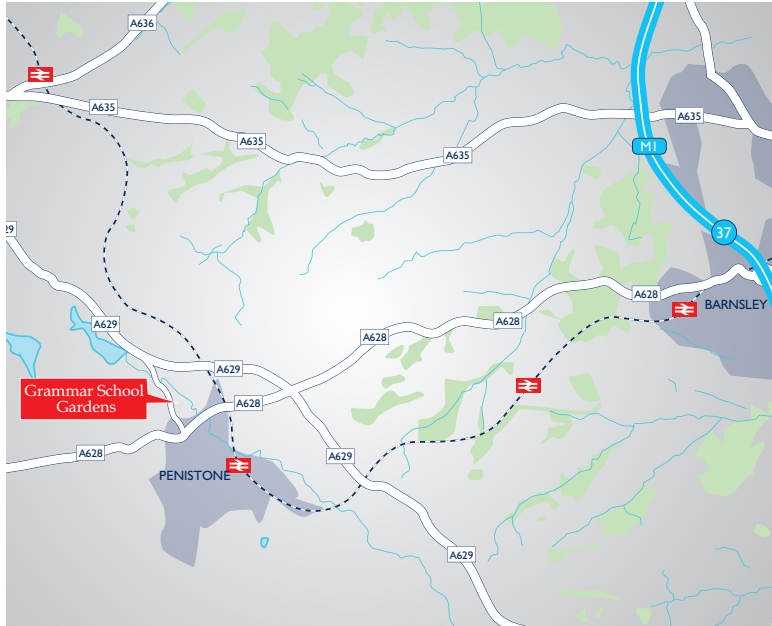 A636
A635
A635
A635
A635
M1
29
37
A628
BARNSLEY
A629
A628
A628
A629
Grammar School
Gardens
A628
A628
A629
PENISTONE
A629